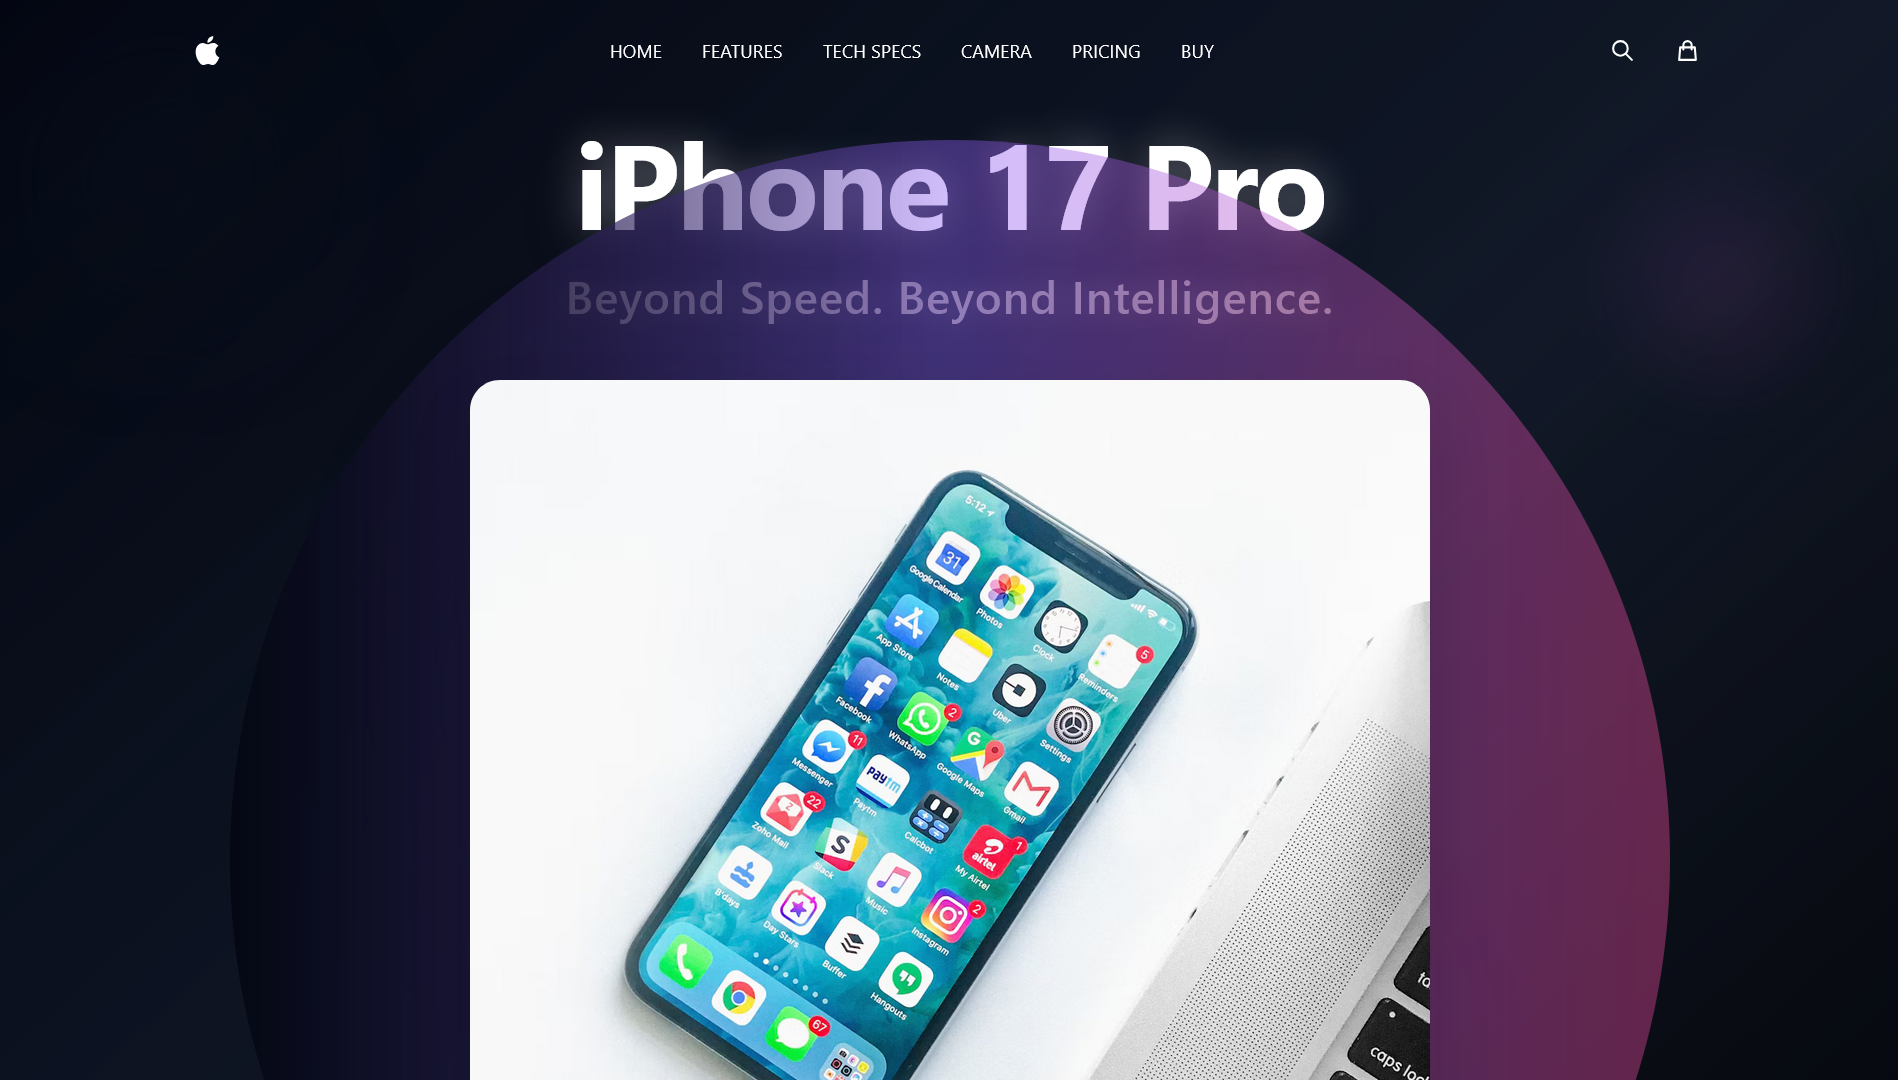 HOME
FEATURES
TECH SPECS
CAMERA
PRICING
BUY
iPhone 17 Pro
Beyond Speed. Beyond Intelligence.
5:12
31
Google Calendar
Photos
Clock
5
Reminders
App Store
Notes
Uber
Settings
Facebook
2
WhatsApp
G
Google Maps
Gmail
11
Messenger
Paytm
Paytm
Calcbot
1
airtel
My Airtel
22
Z
Zoho Mail
S
Slack
Music
2
Instagram
B'days
Day Stars
Buffer
Hangouts
67
caps loc